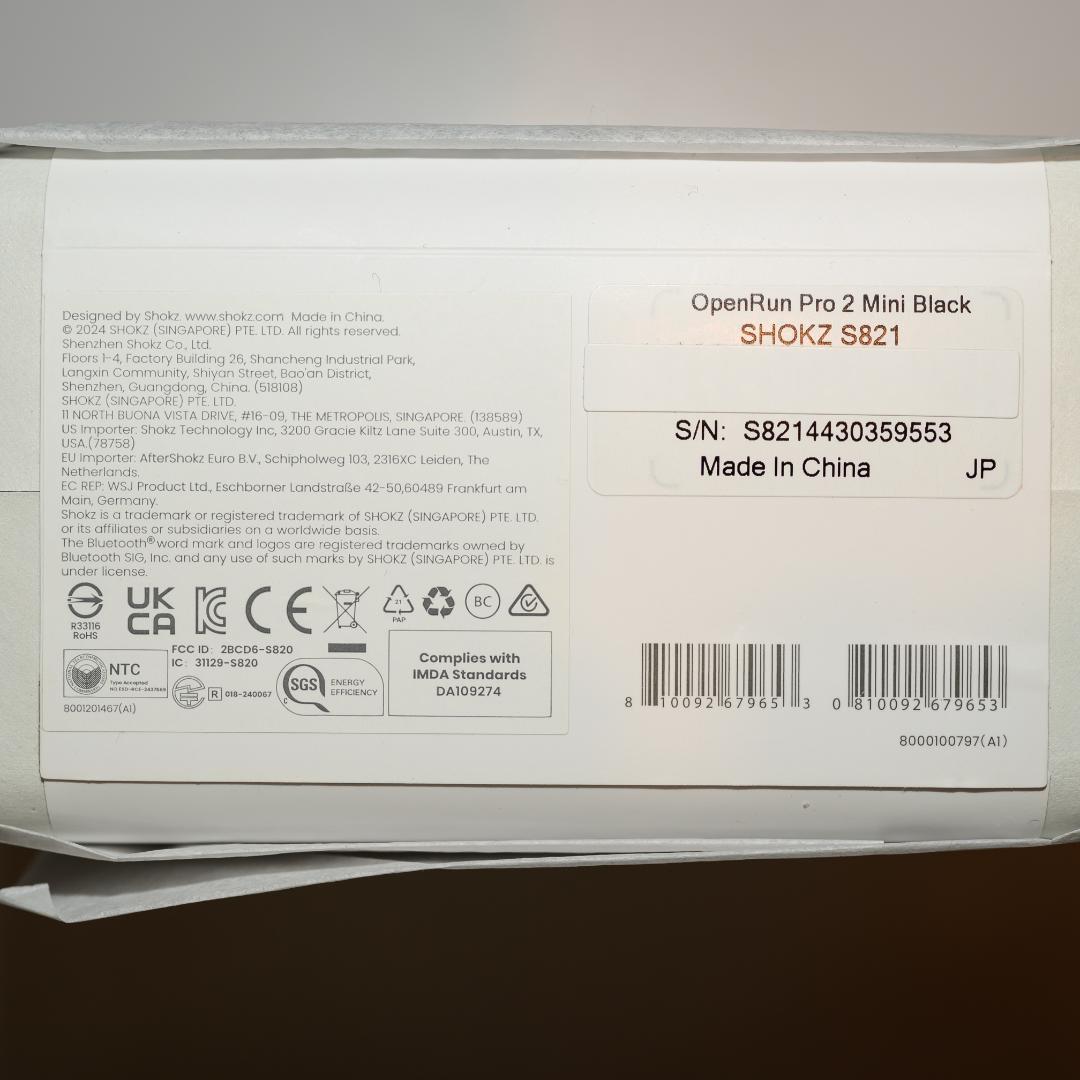 Designed by Shokz. www.shokz.com Made in China.
© 2024 SHOKZ (SINGAPORE) PTE. LTD. All rights reserved.
Shenzhen Shokz Co., Ltd.
Floors 1-4, Factory Building 26, Shancheng Industrial Park,
Langxin Community, Shiyan Street, Bao'an District,
Shenzhen, Guangdong, China. (518108)
SHOKZ (SINGAPORE) PTE. LTD.
11 NORTH BUONA VISTA DRIVE, #16-09, THE METROPOLIS, SINGAPORE. (138589)
US Importer: Shokz Technology Inc, 3200 Gracie Kiltz Lane Suite 300, Austin, TX,
USA.(78758)
EU Importer: AfterShokz Euro B.V., Schipholweg 103, 2316XC Leiden, The
Netherlands.
EC REP: WSJ Product Ltd., Eschborner Landstraße 42-50,60489 Frankfurt am
Main, Germany.
Shokz is a trademark or registered trademark of SHOKZ (SINGAPORE) PTE. LTD.
or its affiliates or subsidiaries on a worldwide basis.
The Bluetooth® word mark and logos are registered trademarks owned by
Bluetooth SIG, Inc. and any use of such marks by SHOKZ (SINGAPORE) PTE. LTD. is
under license.
R33116
RoHS
UK
CA
CE
21
PAP
BC
FCC ID: 2BCD6-S820
IC: 31129-S820
NTC
Type Accepted
NO.ESD-RCE-2437569
R 018-240067
SGS
ENERGY
EFFICIENCY
Complies with
IMDA Standards
DA109274
8001201467(A1)
OpenRun Pro 2 Mini Black
SHOKZ S821
S/N: S8214430359553
Made In China JP
8 10092 67965 3
0 810092 679653
8000100797(A1)